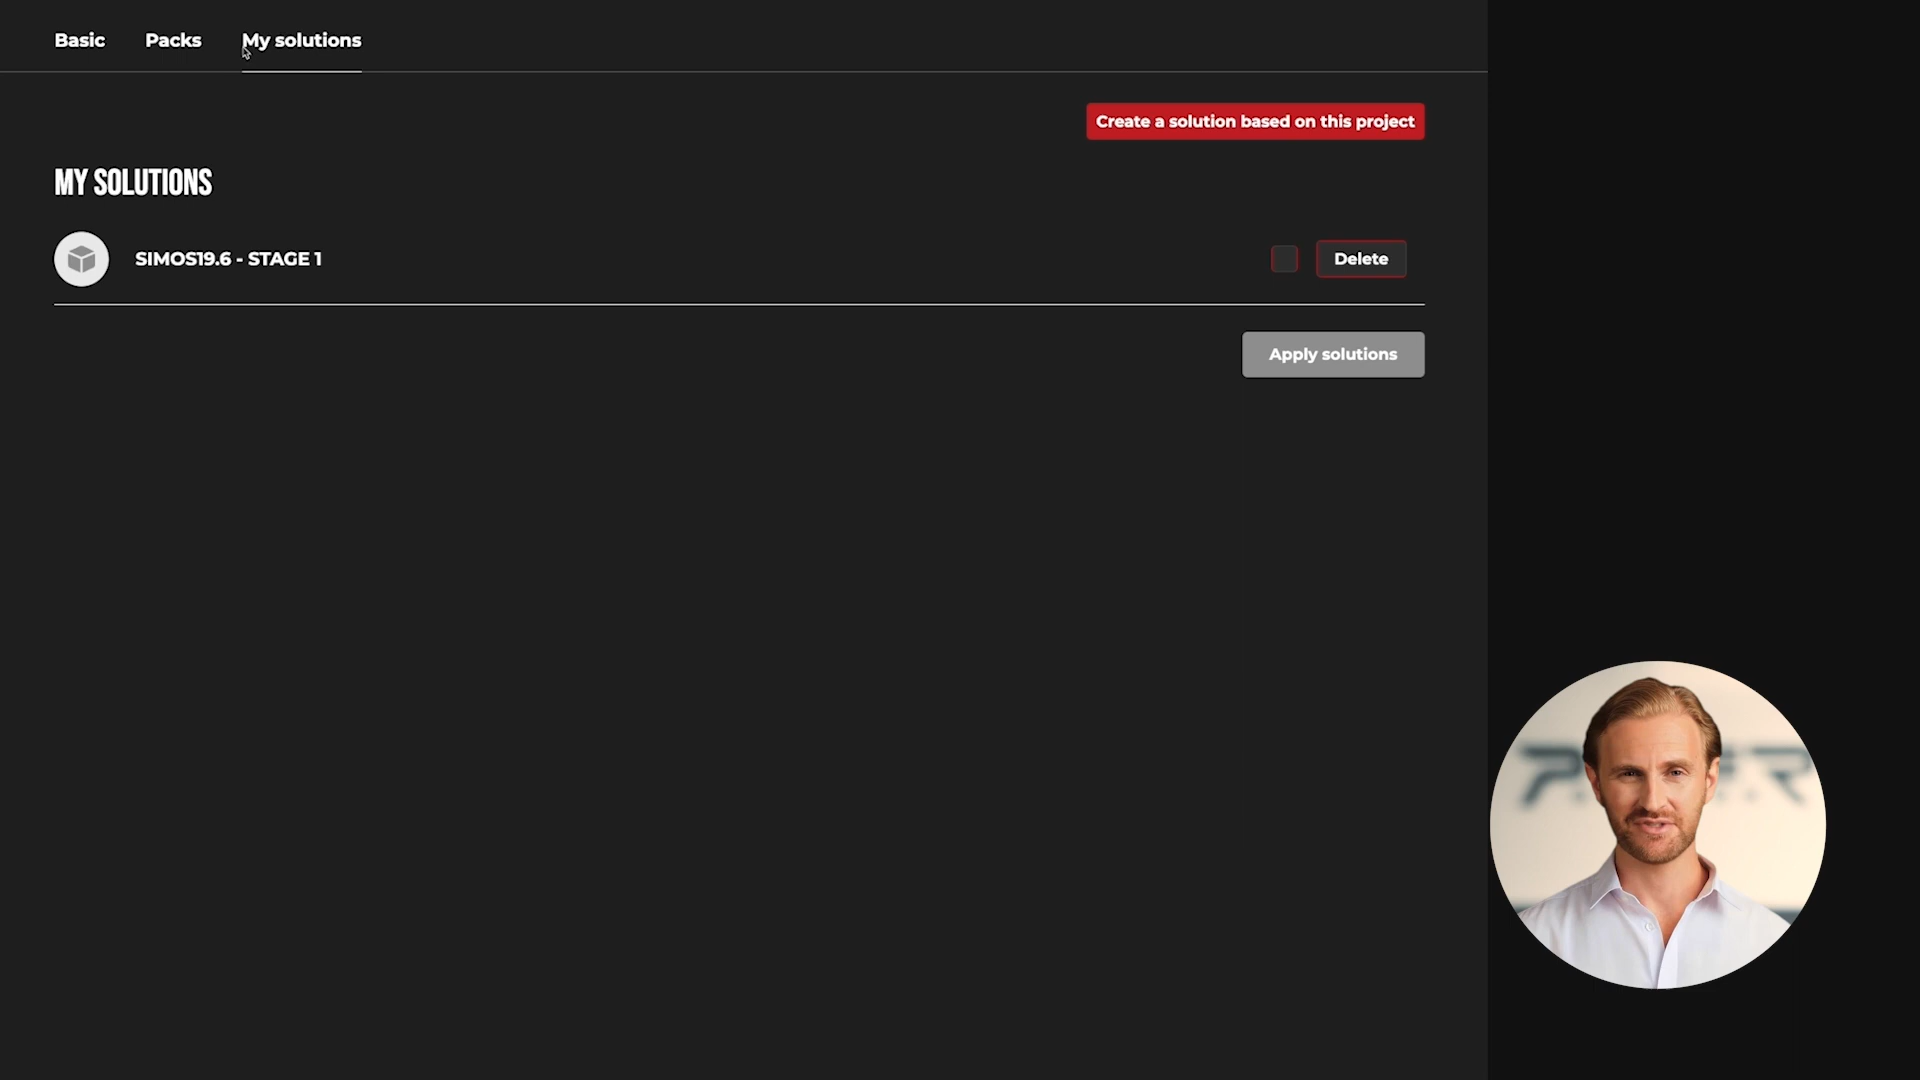 Basic
Packs
My solutions
Create a solution based on this project
MY SOLUTIONS
SIMOS19.6 - STAGE 1
Delete
Apply solutions